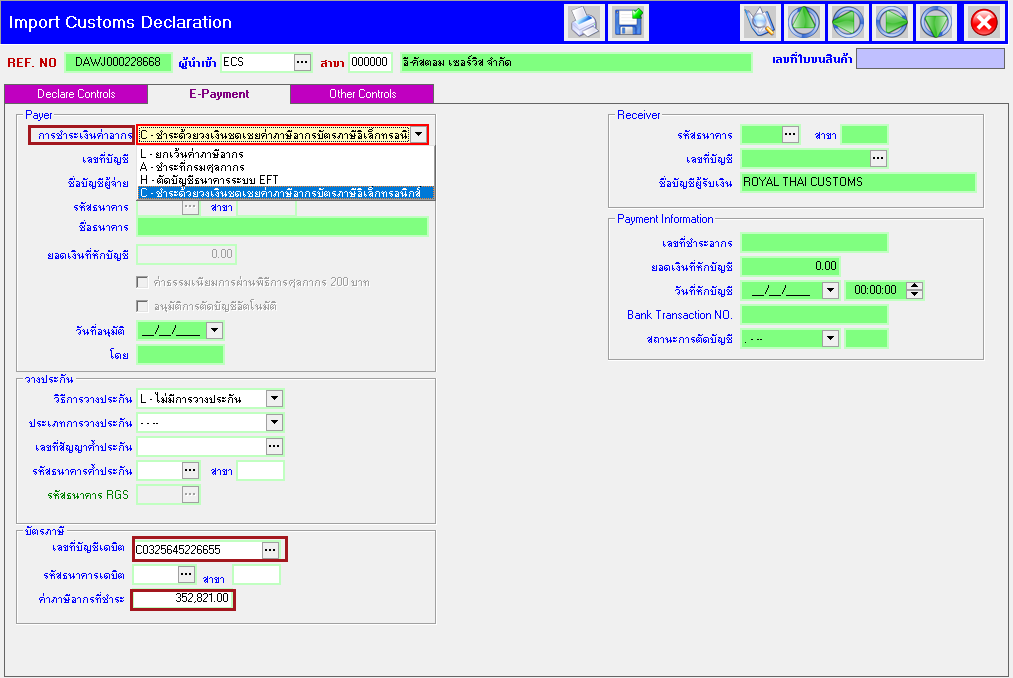 Import Customs Declaration
REF. NO DAWJ000228668 ผู้นำเข้า ECS ... สาขา 000000 อี-คัสตอม เซอร์วิส จำกัด เลขที่ใบขนสินค้า
Declare Controls E-Payment Other Controls
Payer
การชำระเงินค่าอากร C - ชำระด้วยวงเงินชดเชยค่าภาษีอากรบัตรภาษีอิเล็กทรอนิ
L - ยกเว้นค่าภาษีอากร
A - ชำระที่กรมศุลกากร
H - ตัดบัญชีธนาคารระบบ EFT
C - ชำระด้วยวงเงินชดเชยค่าภาษีอากรบัตรภาษีอิเล็กทรอนิกส์
เลขที่บัญชี
ชื่อบัญชีผู้จ่าย
รหัสธนาคาร ... สาขา
ชื่อธนาคาร
ยอดเงินที่หักบัญชี 0.00
ค่าธรรมเนียมการผ่านพิธีการศุลกากร 200 บาท
อนุมัติการตัดบัญชีอัตโนมัติ
วันที่อนุมัติ __/__/____
โดย
วางประกัน
วิธีการวางประกัน L - ไม่มีการวางประกัน
ประเภทการวางประกัน - - --
เลขที่สัญญาค้ำประกัน ...
รหัสธนาคารค้ำประกัน ... สาขา
รหัสธนาคาร RGS ...
บัตรภาษี
เลขที่บัญชีเดบิต C0325645226655 ...
รหัสธนาคารเดบิต ... สาขา
ค่าภาษีอากรที่ชำระ 352,821.00
Receiver
รหัสธนาคาร ... สาขา
เลขที่บัญชี ...
ชื่อบัญชีผู้รับเงิน ROYAL THAI CUSTOMS
Payment Information
เลขที่ชำระอากร
ยอดเงินที่หักบัญชี 0.00
วันที่หักบัญชี __/__/____ 00:00:00
Bank Transaction NO.
สถานะการตัดบัญชี . - --